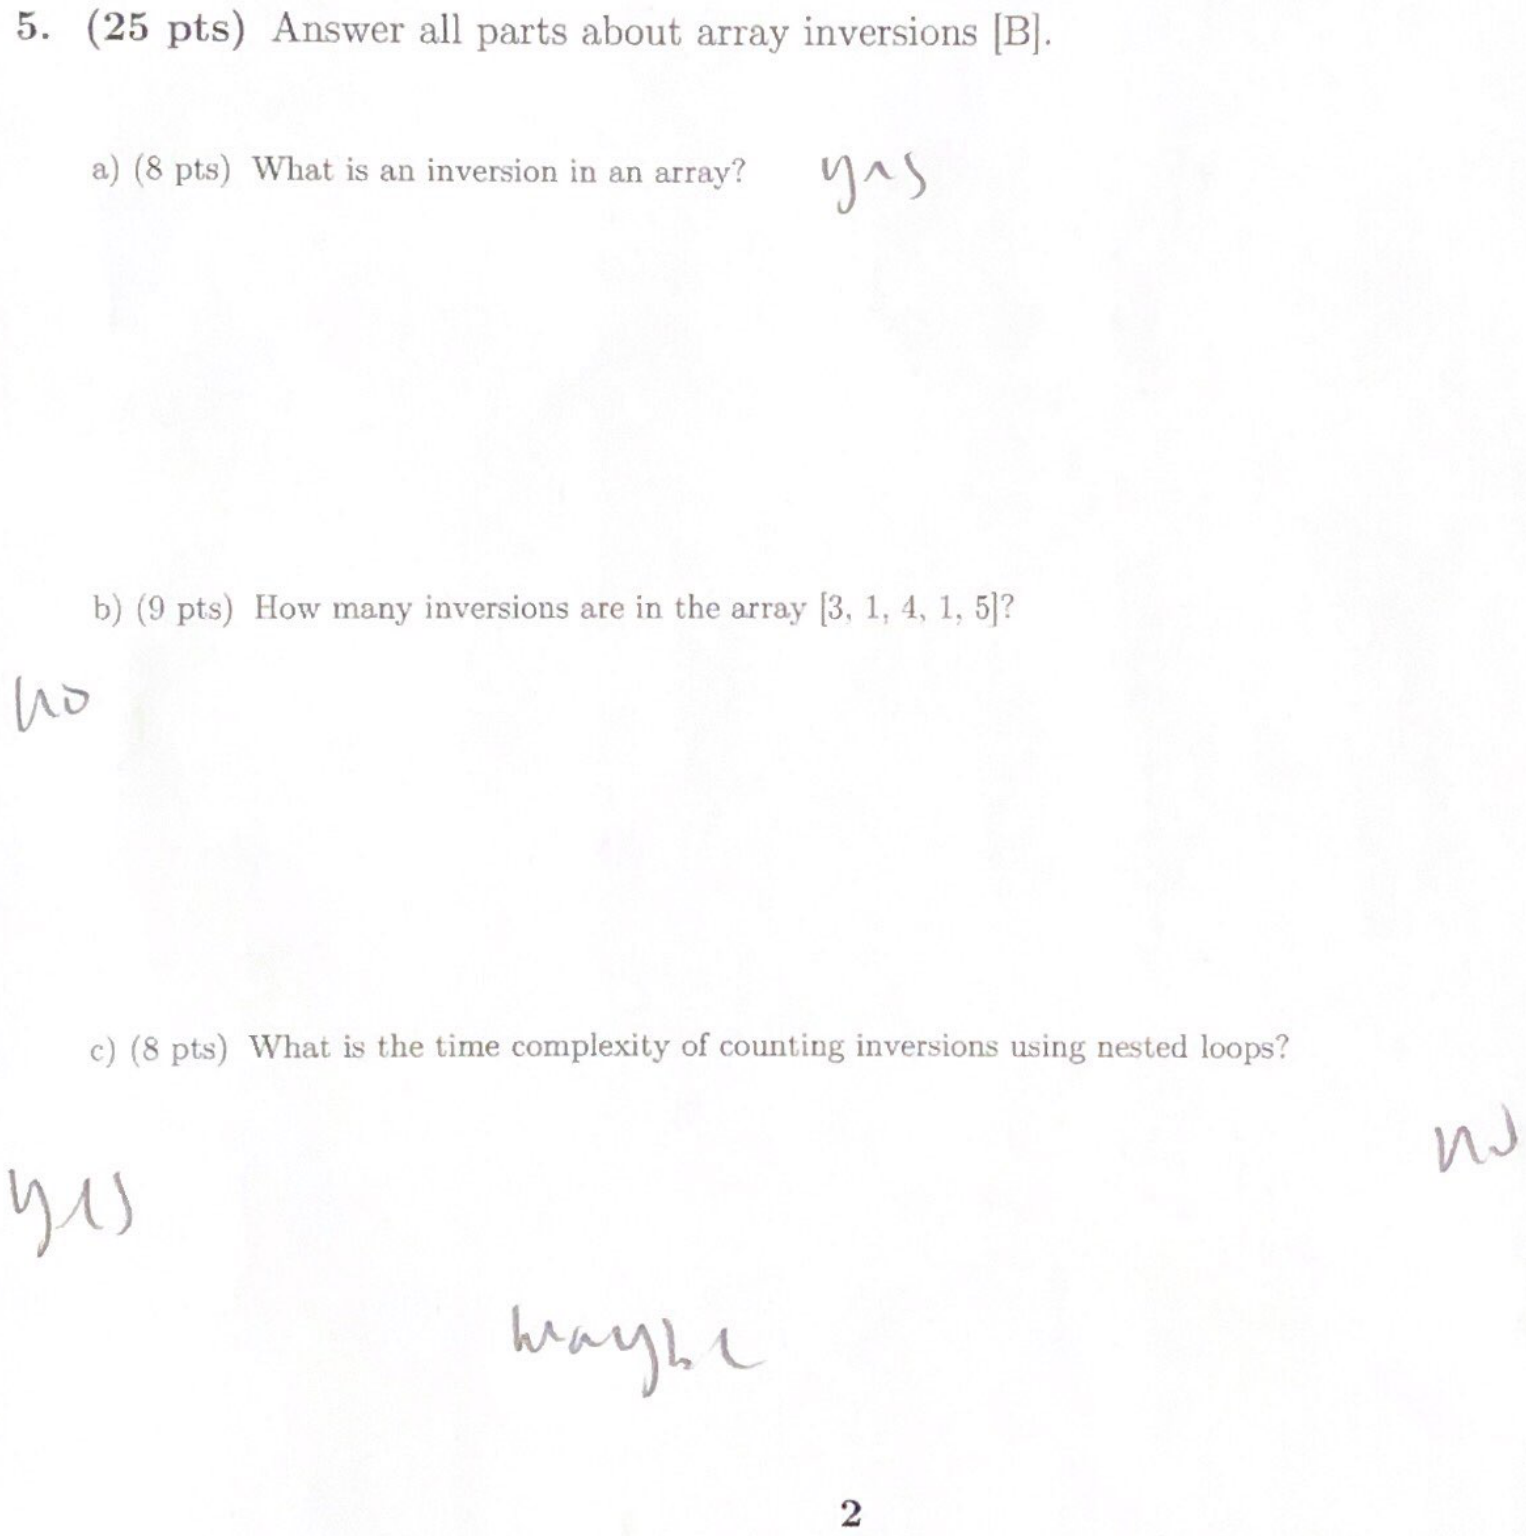 5. (25 pts) Answer all parts about array inversions [B].
a) (8 pts) What is an inversion in an array? yes
b) (9 pts) How many inversions are in the array [3, 1, 4, 1, 5]?
no
c) (8 pts) What is the time complexity of counting inversions using nested loops?
no
yes
maybe
2